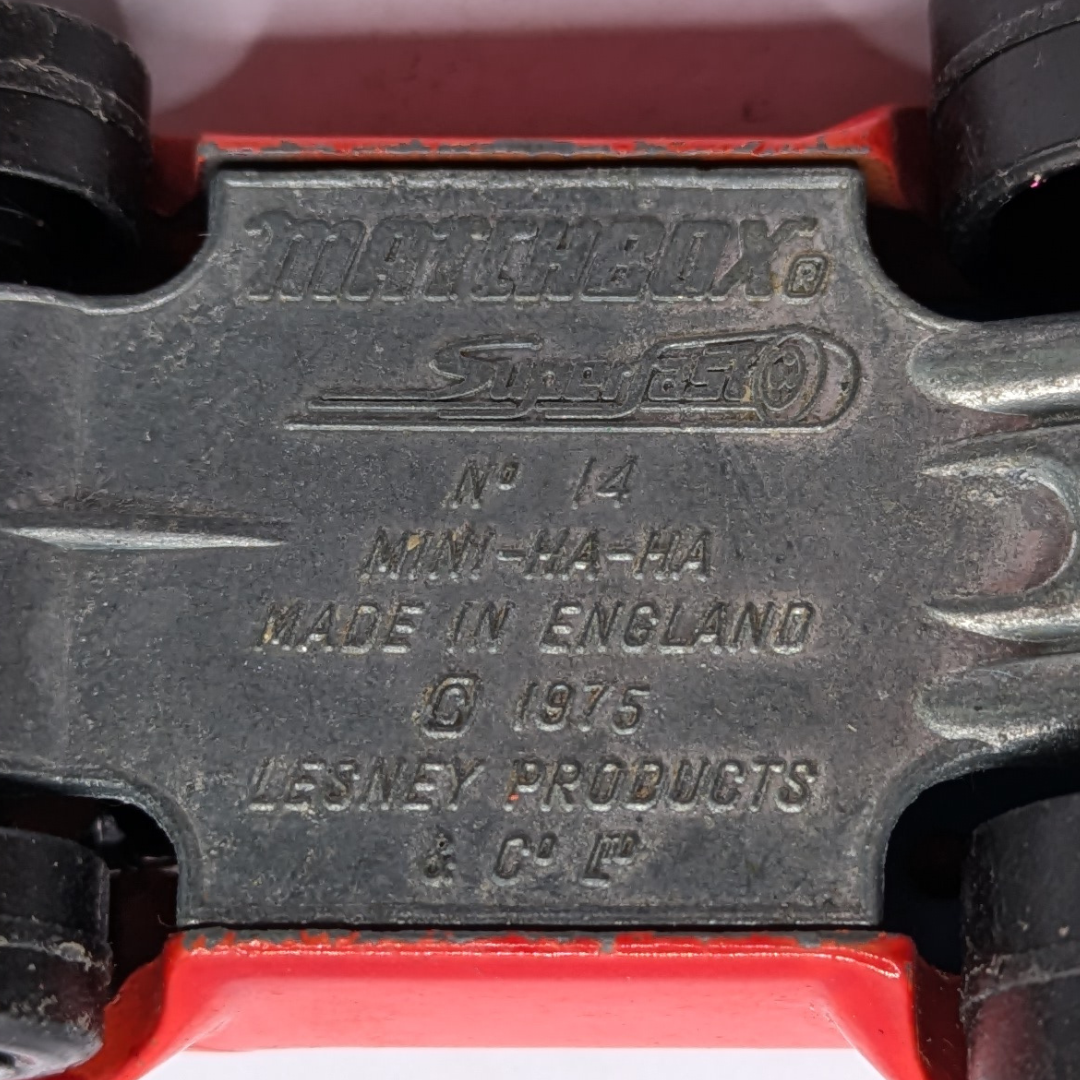 MATCHBOX®
Superfast
Nº 14
MINI-HA-HA
MADE IN ENGLAND
© 1975
LESNEY PRODUCTS
& Cº Lᵀᴰ